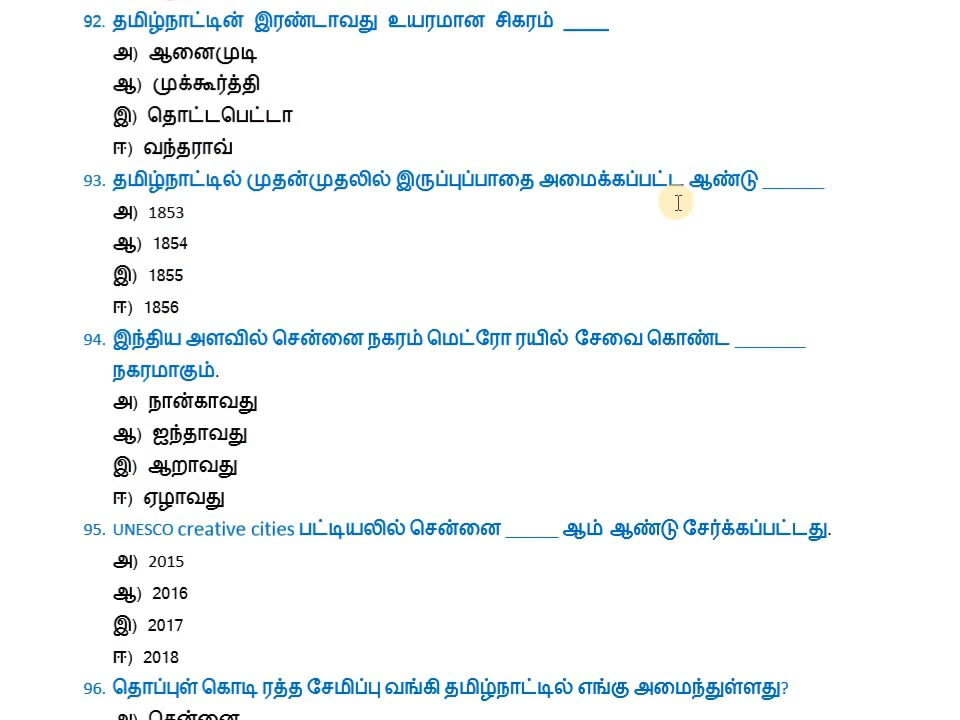 92. தமிழ்நாட்டின் இரண்டாவது உயரமான சிகரம் _____
அ) ஆனைமுடி
ஆ) முக்கூர்த்தி
இ) தொட்டபெட்டா
ஈ) வந்தராவ்
93. தமிழ்நாட்டில் முதன்முதலில் இருப்புப்பாதை அமைக்கப்பட்ட ஆண்டு _______
அ) 1853
ஆ) 1854
இ) 1855
ஈ) 1856
94. இந்திய அளவில் சென்னை நகரம் மெட்ரோ ரயில் சேவை கொண்ட ________
நகரமாகும்.
அ) நான்காவது
ஆ) ஐந்தாவது
இ) ஆறாவது
ஈ) ஏழாவது
95. UNESCO creative cities பட்டியலில் சென்னை ______ ஆம் ஆண்டு சேர்க்கப்பட்டது.
அ) 2015
ஆ) 2016
இ) 2017
ஈ) 2018
96. தொப்புள் கொடி ரத்த சேமிப்பு வங்கி தமிழ்நாட்டில் எங்கு அமைந்துள்ளது?
அ) சென்னை